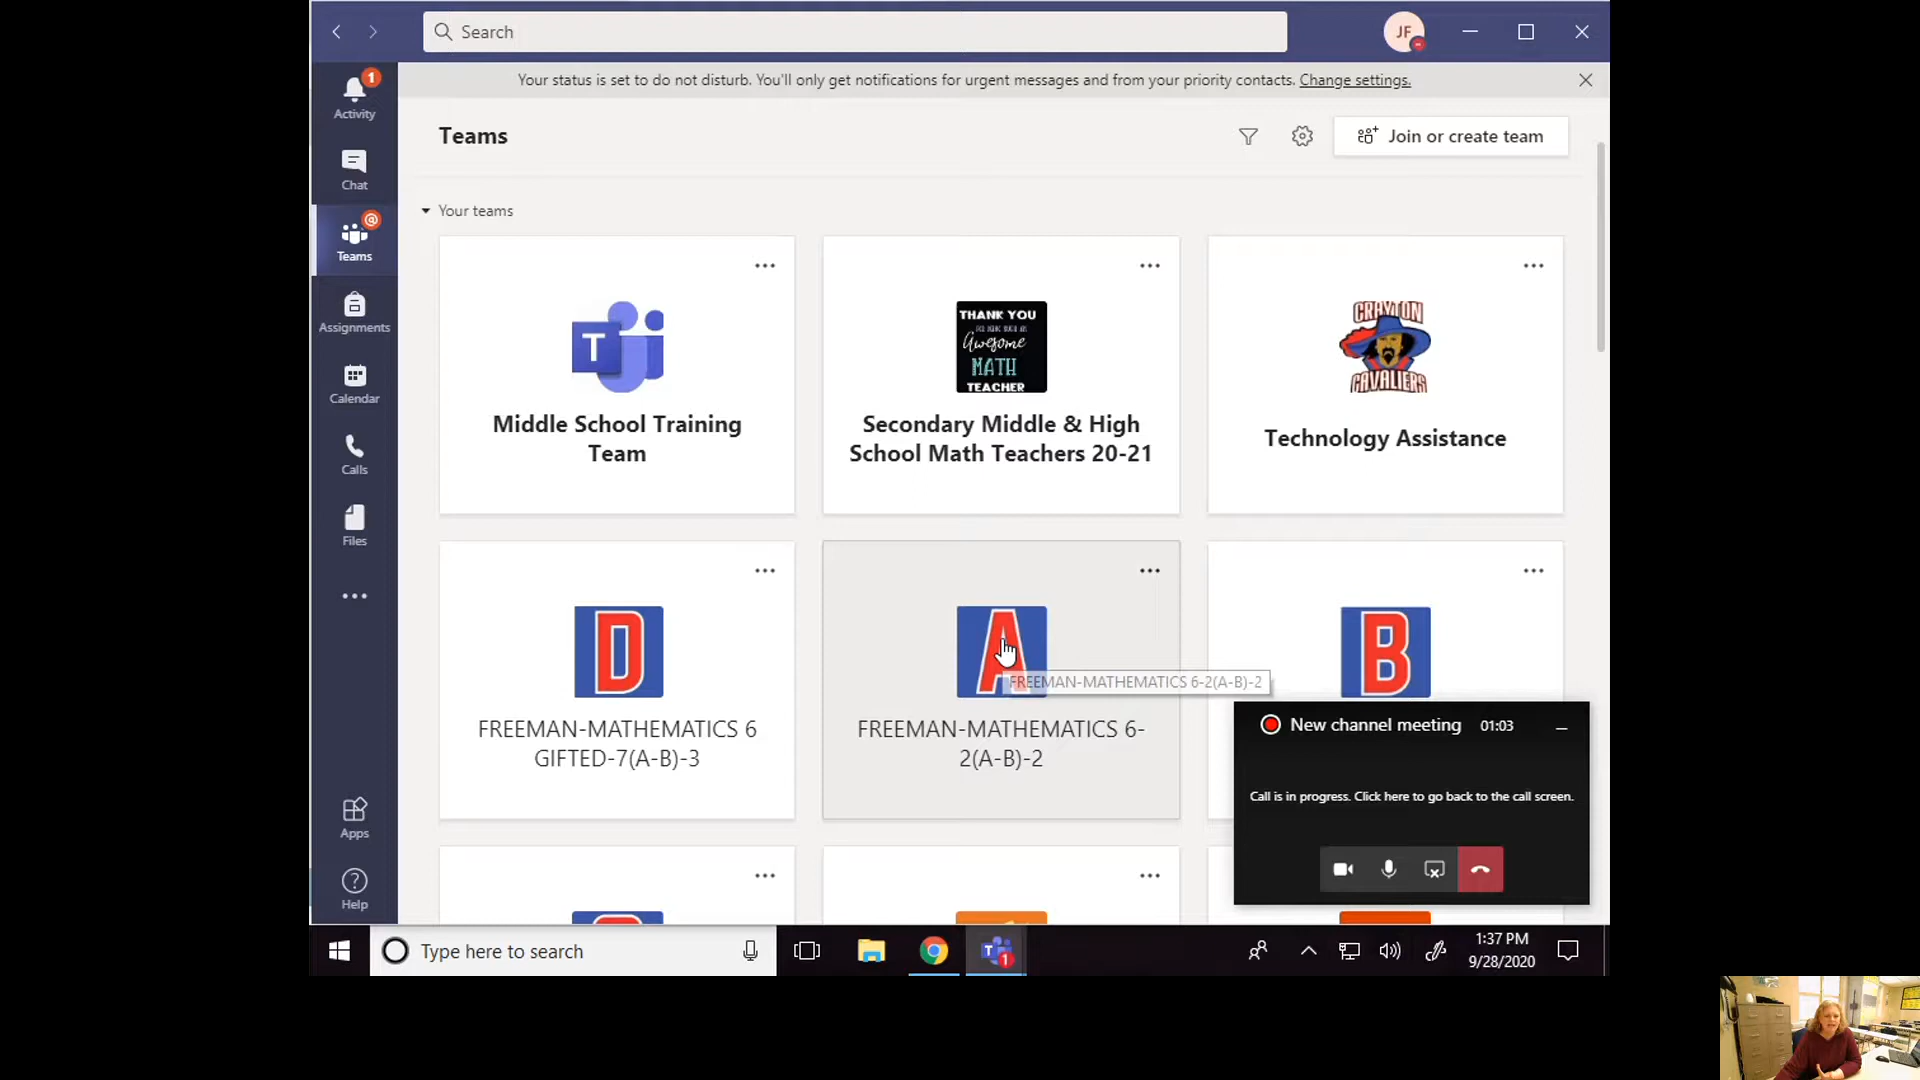 Search
JF
Your status is set to do not disturb. You'll only get notifications for urgent messages and from your priority contacts. Change settings.
Activity
1
Chat
Teams
@
Assignments
Calendar
Calls
Files
Apps
Help
Teams
Join or create team
Your teams
T
Middle School Training
Team
THANK YOU
Awesome
MATH
TEACHER
Secondary Middle & High
School Math Teachers 20-21
CRAYTON
CAVALIERS
Technology Assistance
D
FREEMAN-MATHEMATICS 6
GIFTED-7(A-B)-3
A
FREEMAN-MATHEMATICS 6-2(A-B)-2
FREEMAN-MATHEMATICS 6-
2(A-B)-2
B
New channel meeting 01:03
Call is in progress. Click here to go back to the call screen.
Type here to search
T
1
1:37 PM
9/28/2020